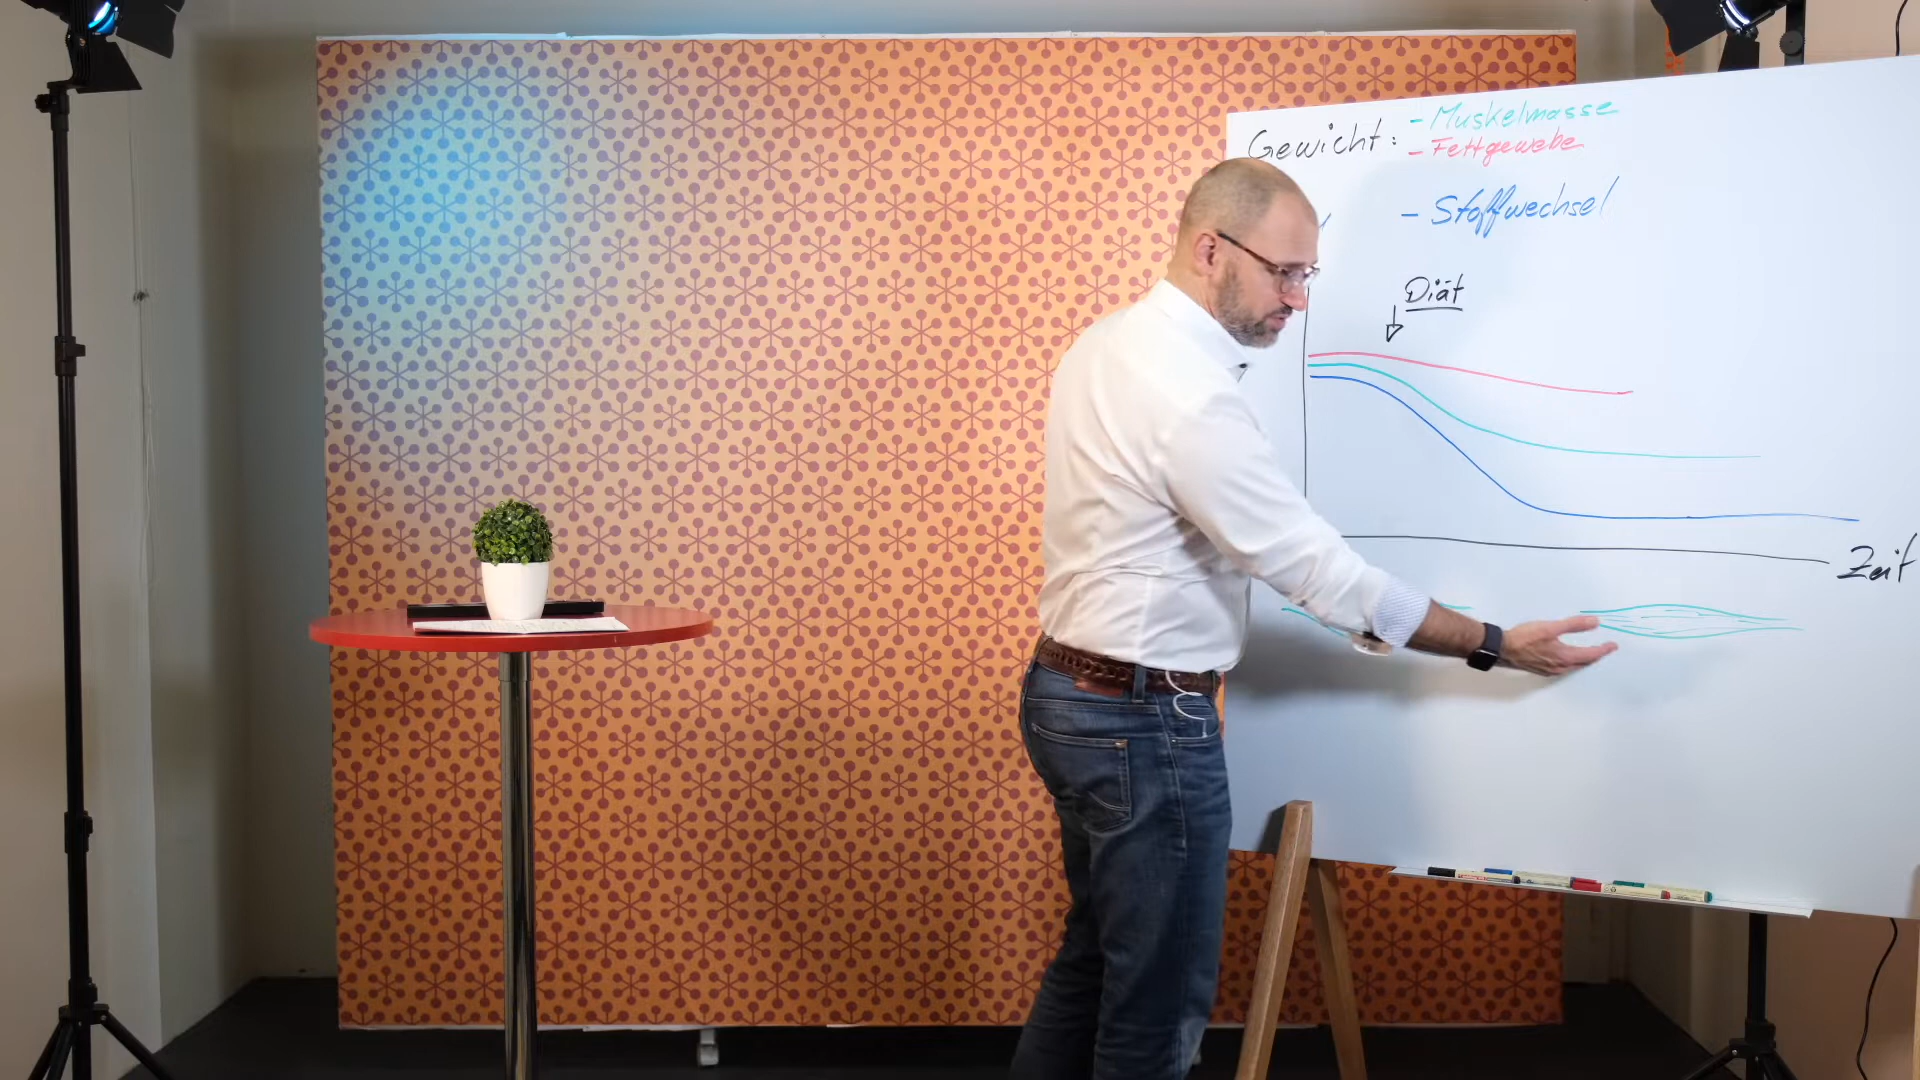 Gewicht: - Muskelmasse
- Fettgewebe
- Stoffwechsel
Diät
Zeit